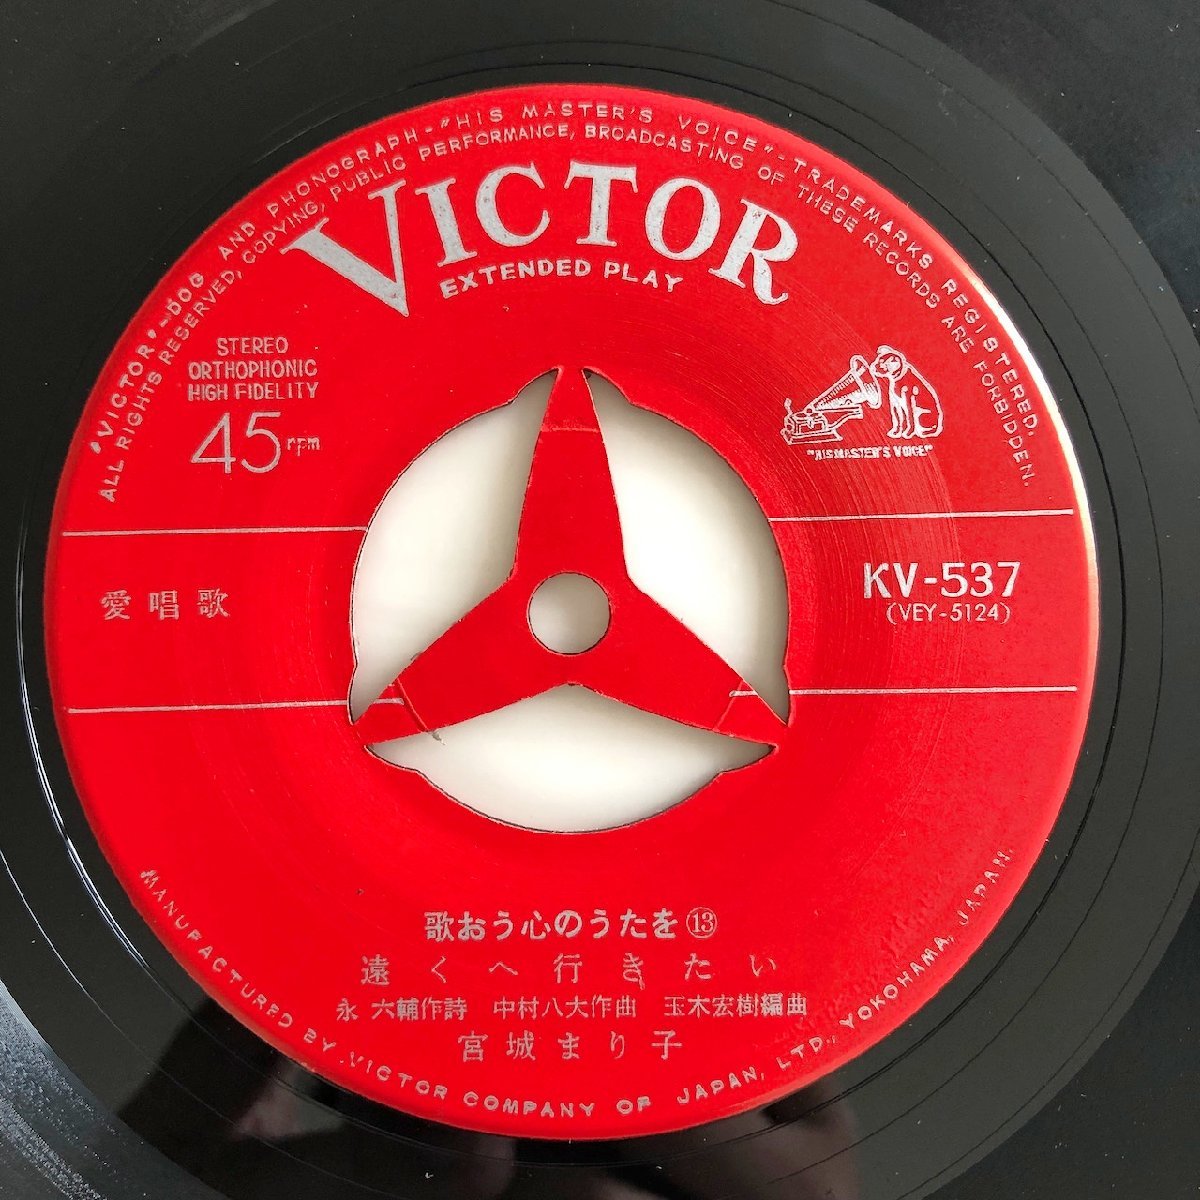 "VICTOR"-DOG AND PHONOGRAPH-"HIS MASTER'S VOICE"-TRADEMARKS REGISTERED.
ALL RIGHTS RESERVED, COPYING, PUBLIC PERFORMANCE, BROADCASTING OF THESE RECORDS ARE FORBIDDEN.
VICTOR
EXTENDED PLAY
STEREO
ORTHOPHONIC
HIGH FIDELITY
45rpm
"HIS MASTER'S VOICE"
愛唱歌
KV-537
(VEY-5124)
歌おう心のうたを⑬
遠くへ行きたい
永 六輔作詩 中村八大作曲 玉木宏樹編曲
宮城まり子
MANUFACTURED BY VICTOR COMPANY OF JAPAN, LTD., YOKOHAMA, JAPAN.